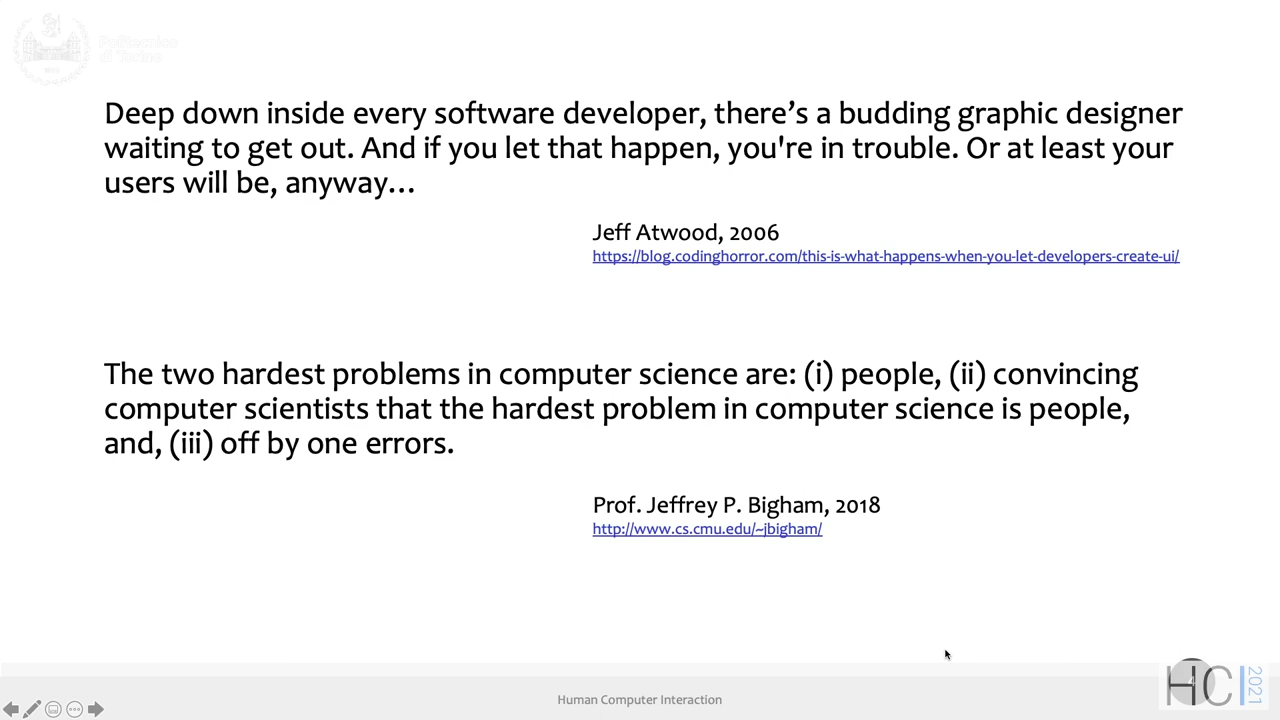 Politecnico
di Torino
Deep down inside every software developer, there’s a budding graphic designer
waiting to get out. And if you let that happen, you're in trouble. Or at least your
users will be, anyway…
Jeff Atwood, 2006
https://blog.codinghorror.com/this-is-what-happens-when-you-let-developers-create-ui/
The two hardest problems in computer science are: (i) people, (ii) convincing
computer scientists that the hardest problem in computer science is people,
and, (iii) off by one errors.
Prof. Jeffrey P. Bigham, 2018
http://www.cs.cmu.edu/~jbigham/
Human Computer Interaction
HCI 2021